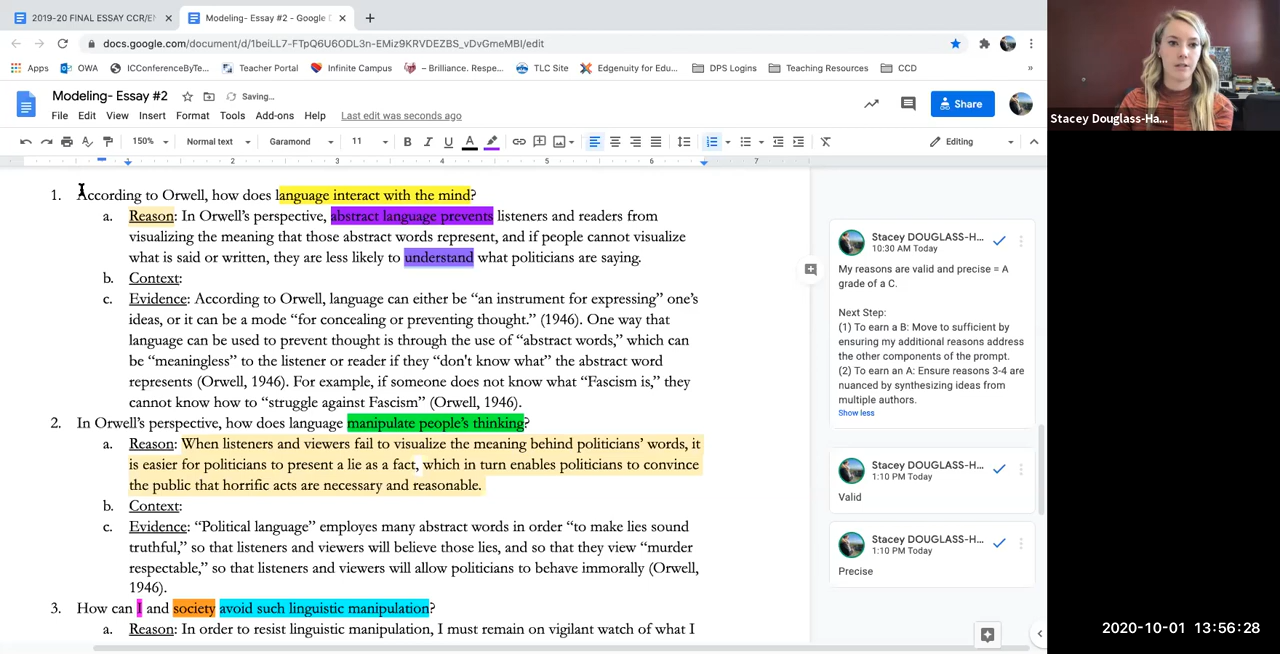 2019-20 FINAL ESSAY CCR/E
Modeling- Essay #2 - Google D
docs.google.com/document/d/1beiLL7-FTpQ6U6ODL3n-EMiz9KRVDEZBS_vDvGmeMBI/edit
Apps OWA ICConferenceByTe... Teacher Portal Infinite Campus – Brilliance. Respe... TLC Site Edgenuity for Edu... DPS Logins Teaching Resources CCD »
Modeling- Essay #2 Saving...
File Edit View Insert Format Data Tools Add-ons Help Last edit was seconds ago
Share
150% Normal text Garamond 11 B I U A Editing
2 3 4 5 6 7
1. According to Orwell, how does language interact with the mind?
a. Reason: In Orwell’s perspective, abstract language prevents listeners and readers from
visualizing the meaning that those abstract words represent, and if people cannot visualize
what is said or written, they are less likely to understand what politicians are saying.
b. Context:
c. Evidence: According to Orwell, language can either be “an instrument for expressing” one’s
ideas, or it can be a mode “for concealing or preventing thought.” (1946). One way that
language can be used to prevent thought is through the use of “abstract words,” which can
be “meaningless” to the listener or reader if they “don't know what” the abstract word
represents (Orwell, 1946). For example, if someone does not know what “Fascism is,” they
cannot know how to “struggle against Fascism” (Orwell, 1946).
2. In Orwell’s perspective, how does language manipulate people’s thinking?
a. Reason: When listeners and viewers fail to visualize the meaning behind politicians’ words, it
is easier for politicians to present a lie as a fact, which in turn enables politicians to convince
the public that horrific acts are necessary and reasonable.
b. Context:
c. Evidence: “Political language” employes many abstract words in order “to make lies sound
truthful,” so that listeners and viewers will believe those lies, and so that they view “murder
respectable,” so that listeners and viewers will allow politicians to behave immorally (Orwell,
1946).
3. How can I and society avoid such linguistic manipulation?
a. Reason: In order to resist linguistic manipulation, I must remain on vigilant watch of what I
Stacey DOUGLASS-H...
10:30 AM Today
My reasons are valid and precise = A
grade of a C.
Next Step:
(1) To earn a B: Move to sufficient by
ensuring my additional reasons address
the other components of the prompt.
(2) To earn an A: Ensure reasons 3-4 are
nuanced by synthesizing ideas from
multiple authors.
Show less
Stacey DOUGLASS-H...
1:10 PM Today
Valid
Stacey DOUGLASS-H...
1:10 PM Today
Precise
Stacey Douglass-Ha...
2020-10-01 13:56:28